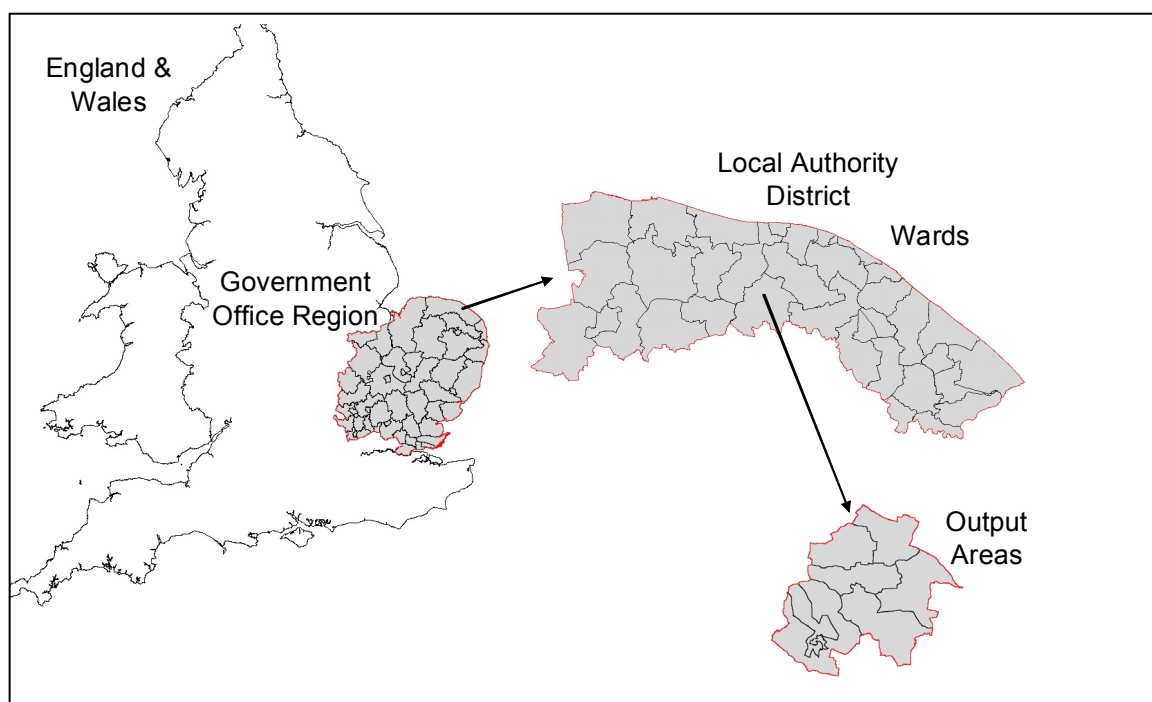 England &
Wales
Local Authority
District
Wards
Government
Office Region
Output
Areas